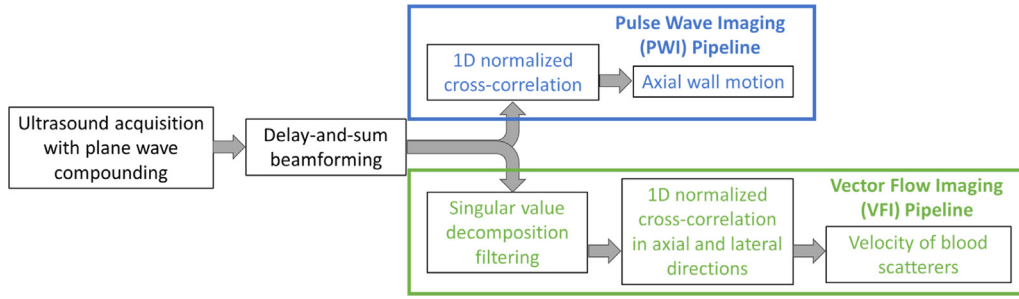 Ultrasound acquisition
with plane wave
compounding
Delay-and-sum
beamforming
Pulse Wave Imaging
(PWI) Pipeline
1D normalized
cross-correlation
Axial wall motion
Vector Flow Imaging
(VFI) Pipeline
Singular value
decomposition
filtering
1D normalized
cross-correlation
in axial and lateral
directions
Velocity of blood
scatterers